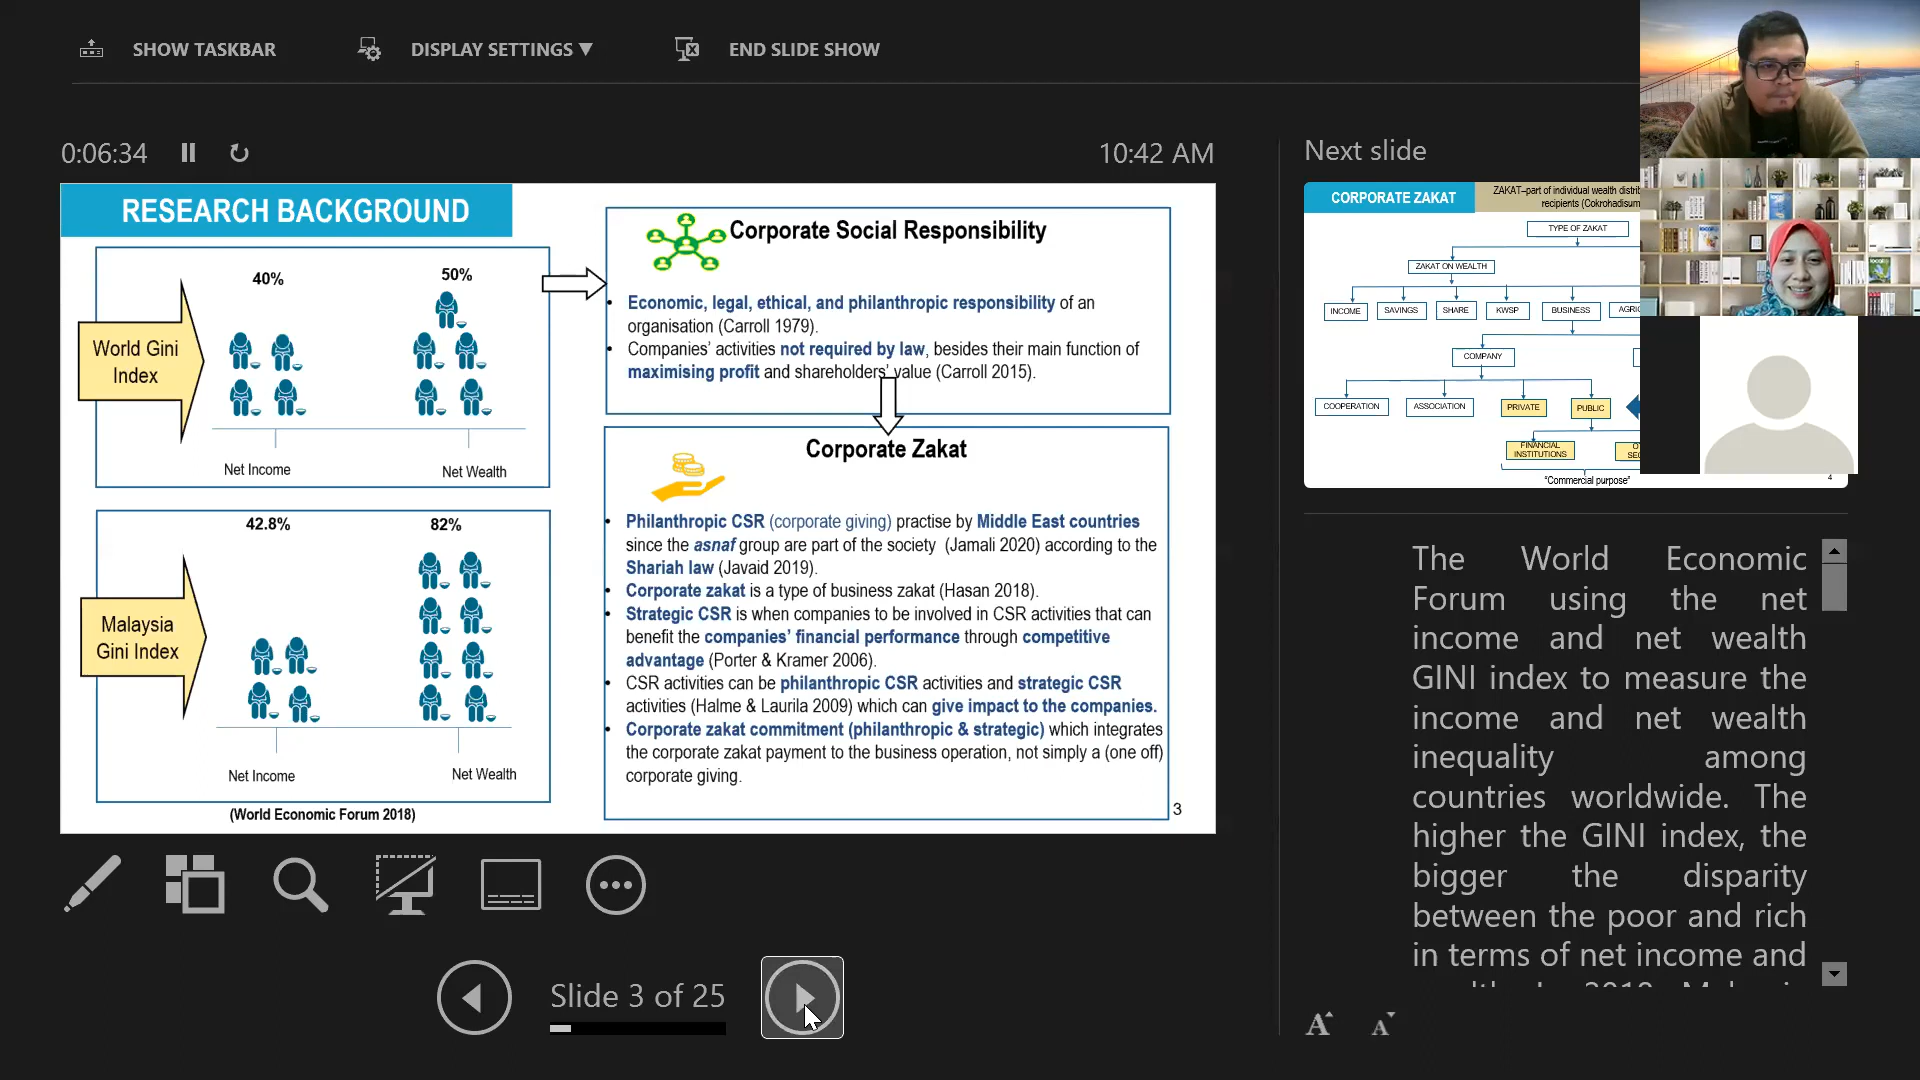 SHOW TASKBAR
DISPLAY SETTINGS ▼
END SLIDE SHOW
0:06:34
10:42 AM
RESEARCH BACKGROUND
World Gini
Index
40%
50%
Net Income
Net Wealth
Malaysia
Gini Index
42.8%
82%
Net Income
Net Wealth
(World Economic Forum 2018)
Corporate Social Responsibility
• Economic, legal, ethical, and philanthropic responsibility of an
organisation (Carroll 1979).
• Companies' activities not required by law, besides their main function of
maximising profit and shareholders' value (Carroll 2015).
Corporate Zakat
• Philanthropic CSR (corporate giving) practise by Middle East countries
since the asnaf group are part of the society (Jamali 2020) according to the
Shariah law (Javaid 2019).
• Corporate zakat is a type of business zakat (Hasan 2018).
• Strategic CSR is when companies to be involved in CSR activities that can
benefit the companies' financial performance through competitive
advantage (Porter & Kramer 2006).
• CSR activities can be philanthropic CSR activities and strategic CSR
activities (Halme & Laurila 2009) which can give impact to the companies.
• Corporate zakat commitment (philanthropic & strategic) which integrates
the corporate zakat payment to the business operation, not simply a (one off)
corporate giving.
3
Slide 3 of 25
Next slide
CORPORATE ZAKAT
ZAKAT–part of individual wealth
recipients
TYPE OF ZAKAT
ZAKAT ON WEALTH
INCOME
SAVINGS
SHARE
KWSP
BUSINESS
COMPANY
COOPERATION
ASSOCIATION
PRIVATE
PUBLIC
FINANCIAL
INSTITUTIONS
"Commercial purpose"
4
The World Economic
Forum using the net
income and net wealth
GINI index to measure the
income and net wealth
inequality among
countries worldwide. The
higher the GINI index, the
bigger the disparity
between the poor and rich
in terms of net income and
A
A